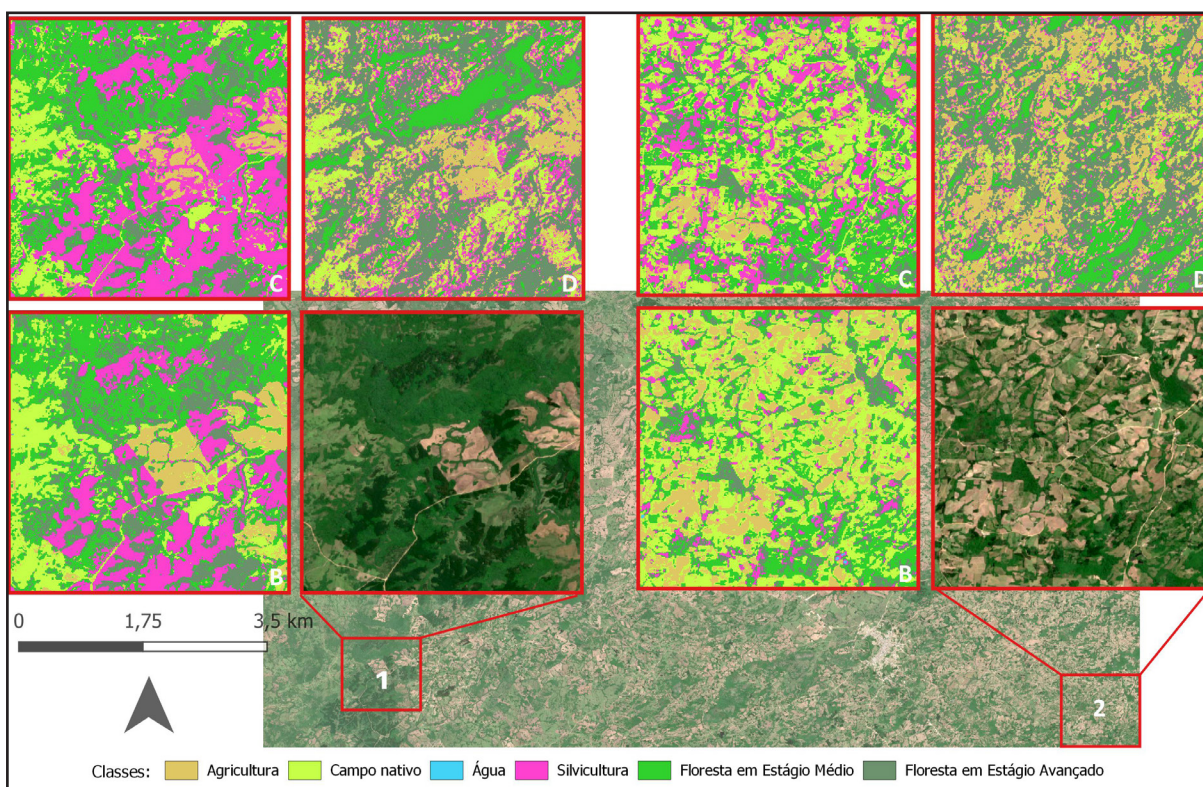 C
D
C
D
B
B
0 1,75 3,5 km
1
2
Classes: Agricultura Campo nativo Água Silvicultura Floresta em Estágio Médio Floresta em Estágio Avançado